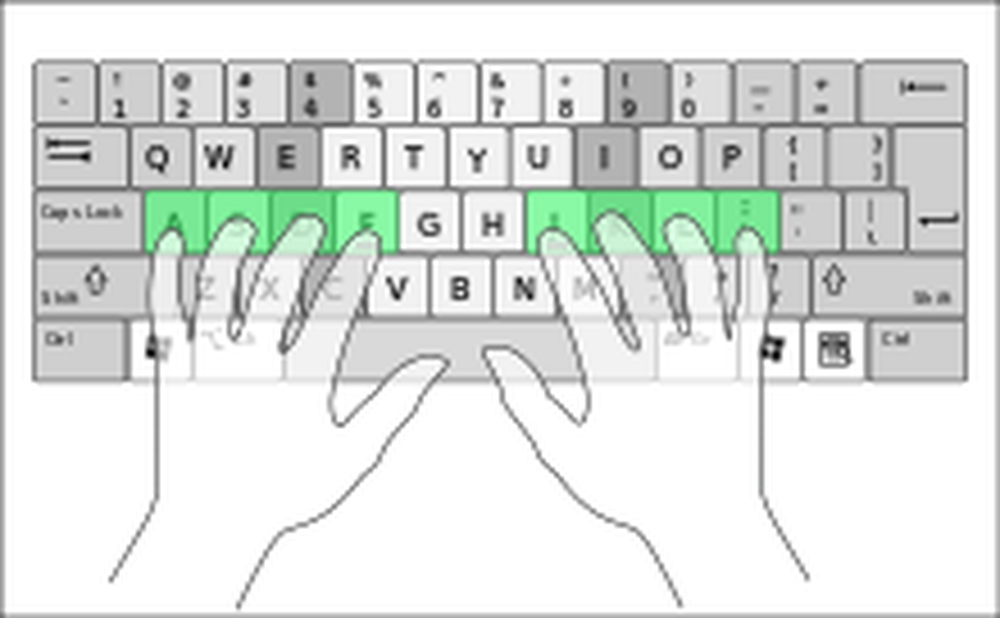 ~ ! @ # $ % ^ & * ( ) _ +
` 1 2 3 4 5 6 7 8 9 0 - =
Q W E R T Y U I O P { }
[ ]
Caps Lock A F G H : "
Shift Z X C V B N M ? Shift
Ctrl Ctrl